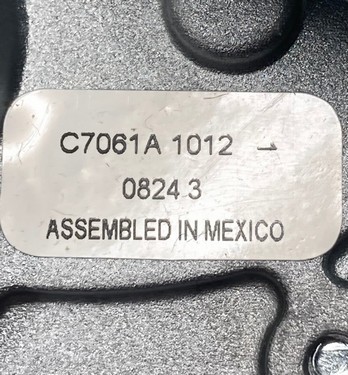 C7061A 1012 ⇀
0824 3
ASSEMBLED IN MEXICO